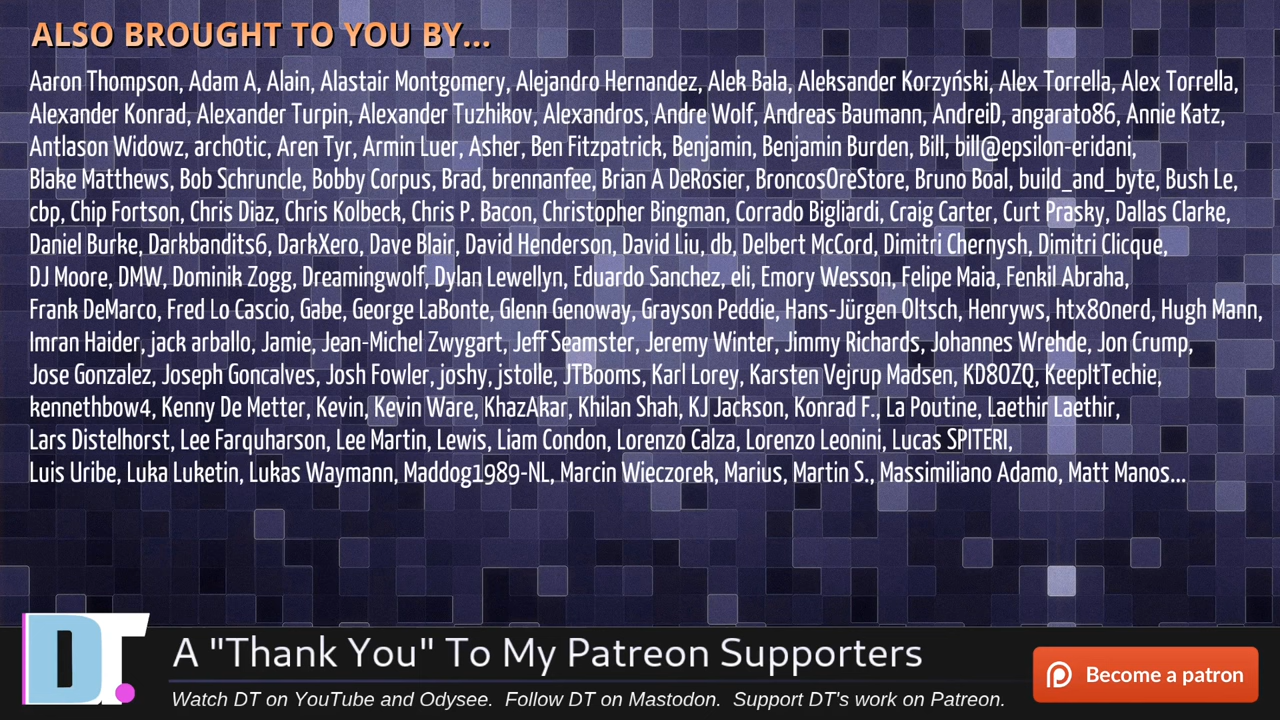 ALSO BROUGHT TO YOU BY...
Aaron Thompson, Adam A, Alain, Alastair Montgomery, Alejandro Hernandez, Alek Bala, Aleksander Korzyński, Alex Torrella, Alex Torrella,
Alexander Konrad, Alexander Turpin, Alexander Tuzhikov, Alexandros, Andre Wolf, Andreas Baumann, AndreiD, angarato86, Annie Katz,
Antlason Widowz, arch0tic, Aren Tyr, Armin Luer, Asher, Ben Fitzpatrick, Benjamin, Benjamin Burden, Bill, bill@epsilon-eridani,
Blake Matthews, Bob Schruncle, Bobby Corpus, Brad, brennanfee, Brian A DeRosier, BroncosOreStore, Bruno Boal, build_and_byte, Bush Le,
cbp, Chip Fortson, Chris Diaz, Chris Kolbeck, Chris P. Bacon, Christopher Bingman, Corrado Bigliardi, Craig Carter, Curt Prasky, Dallas Clarke,
Daniel Burke, Darkbandits6, DarkXero, Dave Blair, David Henderson, David Liu, db, Delbert McCord, Dimitri Chernysh, Dimitri Clicque,
DJ Moore, DMW, Dominik Zogg, Dreamingwolf, Dylan Lewellyn, Eduardo Sanchez, eli, Emory Wesson, Felipe Maia, Fenkil Abraha,
Frank DeMarco, Fred Lo Cascio, Gabe, George LaBonte, Glenn Genoway, Grayson Peddie, Hans-Jürgen Oltsch, Henryws, htx80nerd, Hugh Mann,
Imran Haider, jack arballo, Jamie, Jean-Michel Zwygart, Jeff Seamster, Jeremy Winter, Jimmy Richards, Johannes Wrehde, Jon Crump,
Jose Gonzalez, Joseph Goncalves, Josh Fowler, joshy, jstolle, JTBooms, Karl Lorey, Karsten Vejrup Madsen, KD8OZQ, KeepItTechie,
kennethbow4, Kenny De Metter, Kevin, Kevin Ware, KhazAkar, Khilan Shah, KJ Jackson, Konrad F., La Poutine, Laethir Laethir,
Lars Distelhorst, Lee Farquharson, Lee Martin, Lewis, Liam Condon, Lorenzo Calza, Lorenzo Leonini, Lucas SPITERI,
Luis Uribe, Luka Luketin, Lukas Waymann, Maddog1989-NL, Marcin Wieczorek, Marius, Martin S., Massimiliano Adamo, Matt Manos...
DT.
A "Thank You" To My Patreon Supporters
Watch DT on YouTube and Odysee. Follow DT on Mastodon. Support DT's work on Patreon.
Become a patron